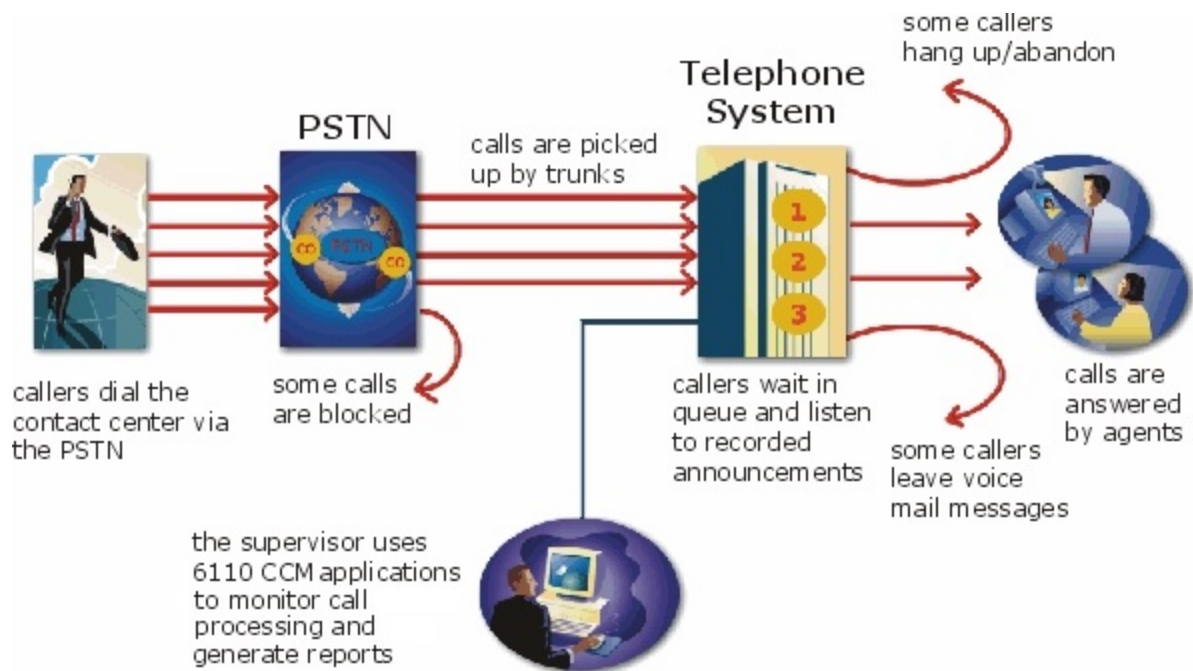 some callers
hang up/abandon
Telephone
System
PSTN
calls are picked
up by trunks
1
CO
PSTN
CO
2
3
callers dial the
contact center via
the PSTN
some calls
are blocked
callers wait in
queue and listen
to recorded
announcements
calls are
answered
by agents
some callers
leave voice
mail messages
the supervisor uses
6110 CCM applications
to monitor call
processing and
generate reports